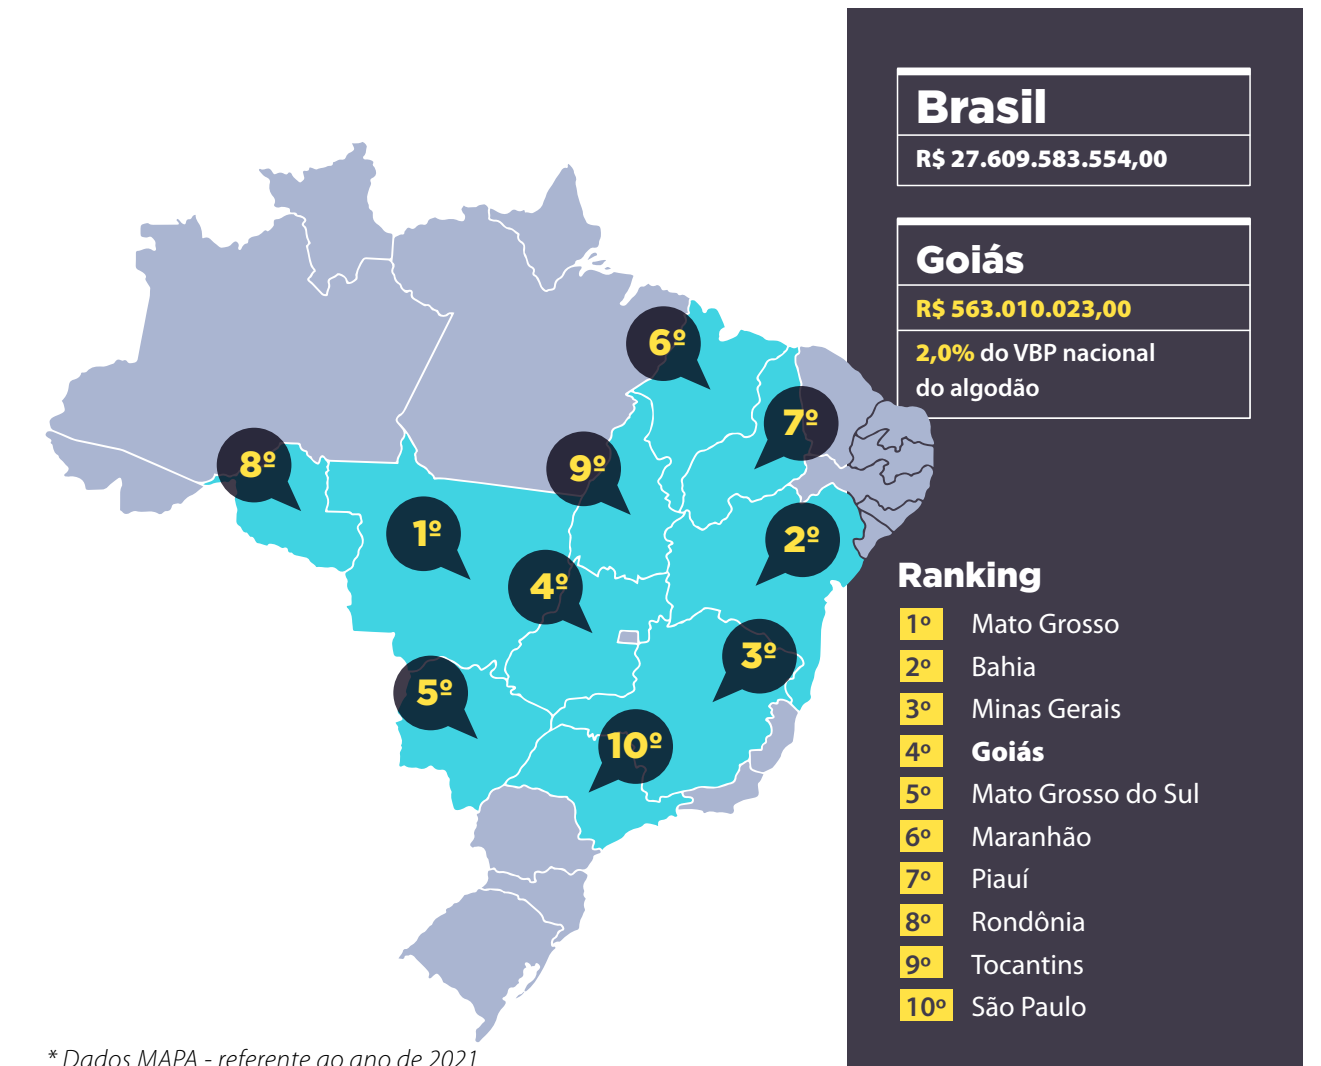 Brasil
R$ 27.609.583.554,00
Goiás
R$ 563.010.023,00
2,0% do VBP nacional
do algodão
6º
7º
8º
9º
1º
2º
4º
3º
5º
10º
Ranking
1º Mato Grosso
2º Bahia
3º Minas Gerais
4º Goiás
5º Mato Grosso do Sul
6º Maranhão
7º Piauí
8º Rondônia
9º Tocantins
10º São Paulo
* Dados MAPA - referente ao ano de 2021